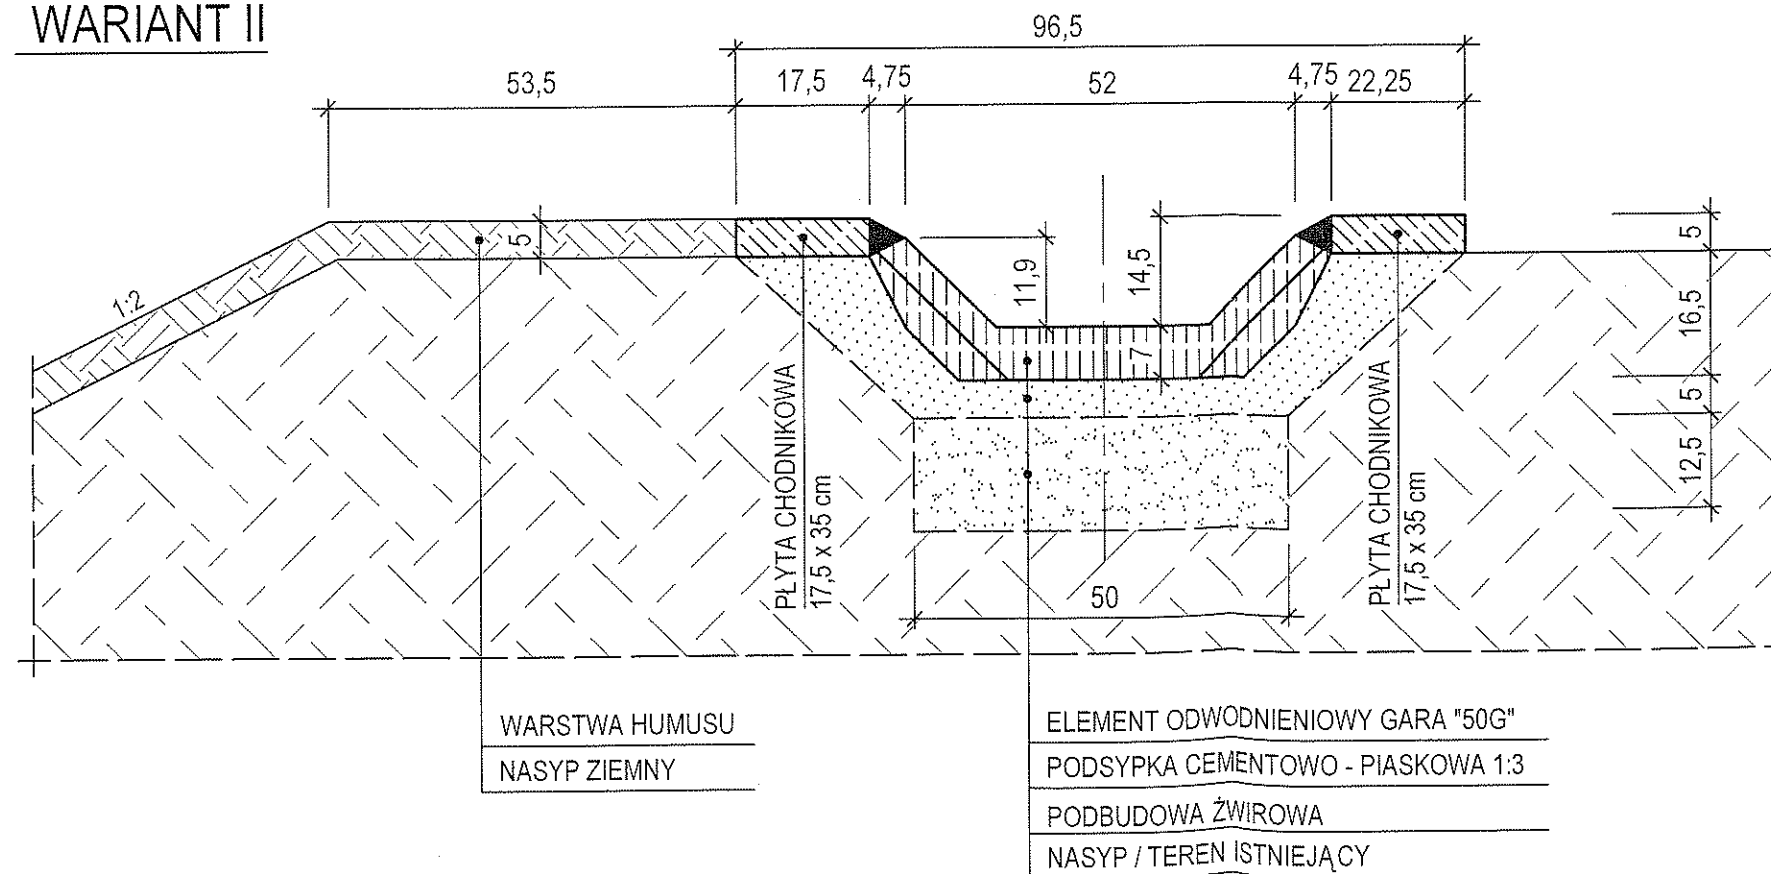 WARIANT II
96,5
53,5
17,5
4,75
52
4,75
22,25
5
11,9
14,5
7
5
16,5
5
12,5
1:2
PŁYTA CHODNIKOWA
17,5 x 35 cm
PŁYTA CHODNIKOWA
17,5 x 35 cm
50
WARSTWA HUMUSU
NASYP ZIEMNY
ELEMENT ODWODNIENIOWY GARA "50G"
PODSYPKA CEMENTOWO - PIASKOWA 1:3
PODBUDOWA ŻWIROWA
NASYP / TEREN ISTNIEJĄCY